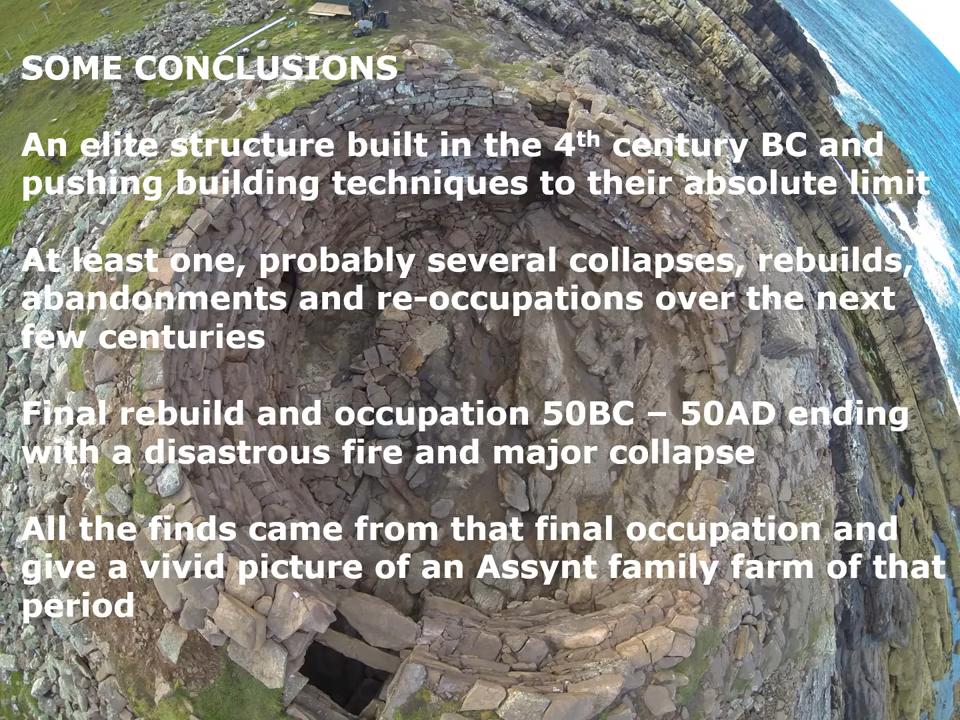 SOME CONCLUSIONS
An elite structure built in the 4th century BC and
pushing building techniques to their absolute limit
At least one, probably several collapses, rebuilds,
abandonments and re-occupations over the next
few centuries
Final rebuild and occupation 50BC – 50AD ending
with a disastrous fire and major collapse
All the finds came from that final occupation and
give a vivid picture of an Assynt family farm of that
period